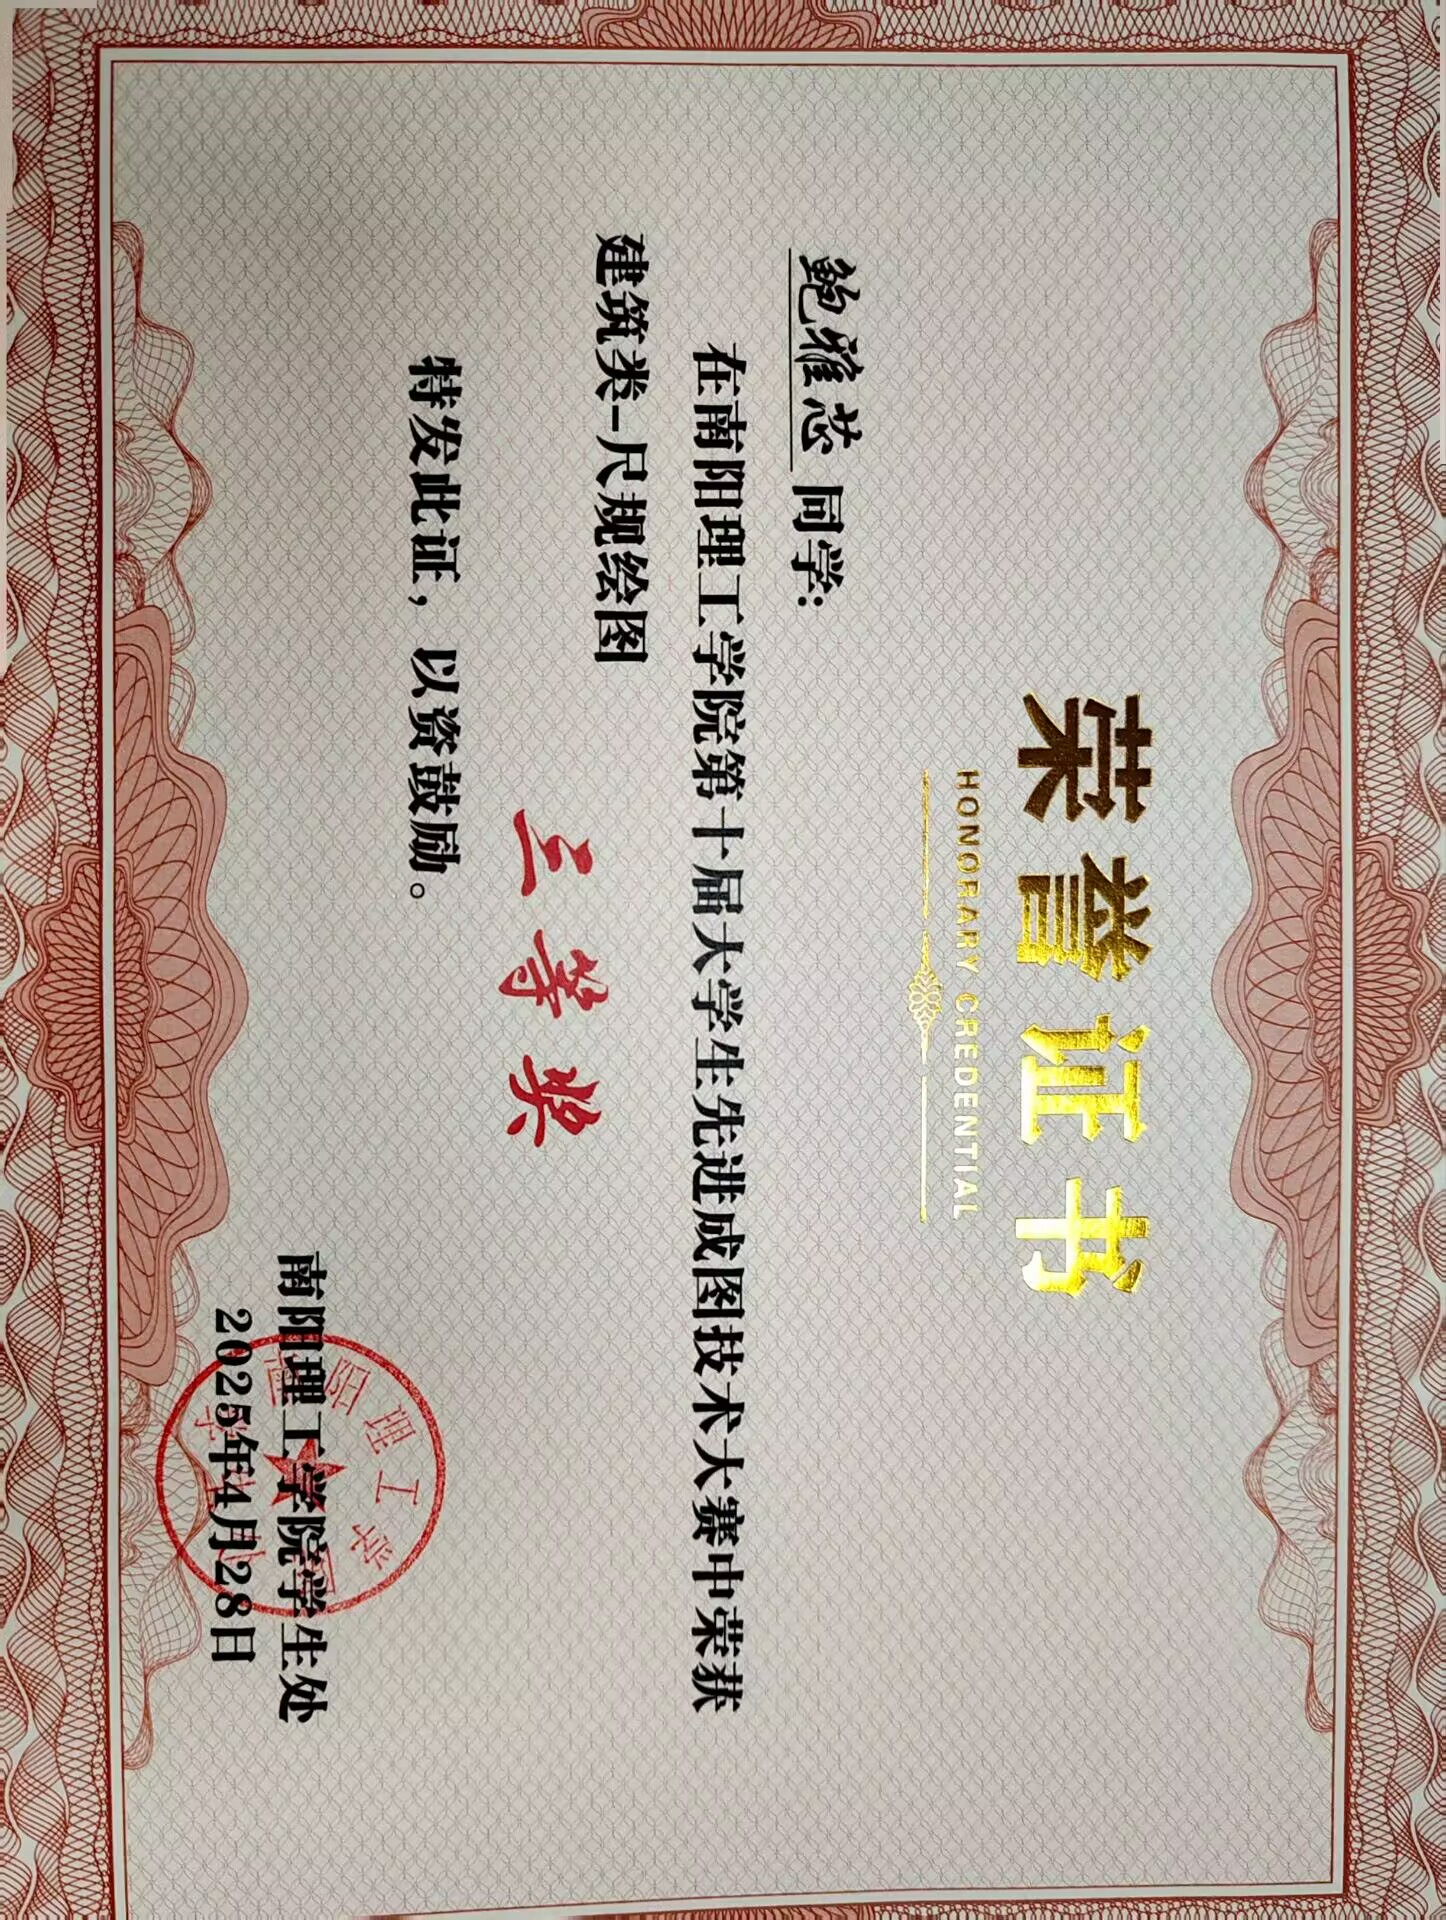 荣誉证书
HONORARY CREDENTIAL
鲍雅芯 同学:
在南阳理工学院第十届大学生先进成图技术大赛中荣获
建筑类-尺规绘图
三等奖
特发此证，以资鼓励。
南阳理工学院学生处
2025年4月28日